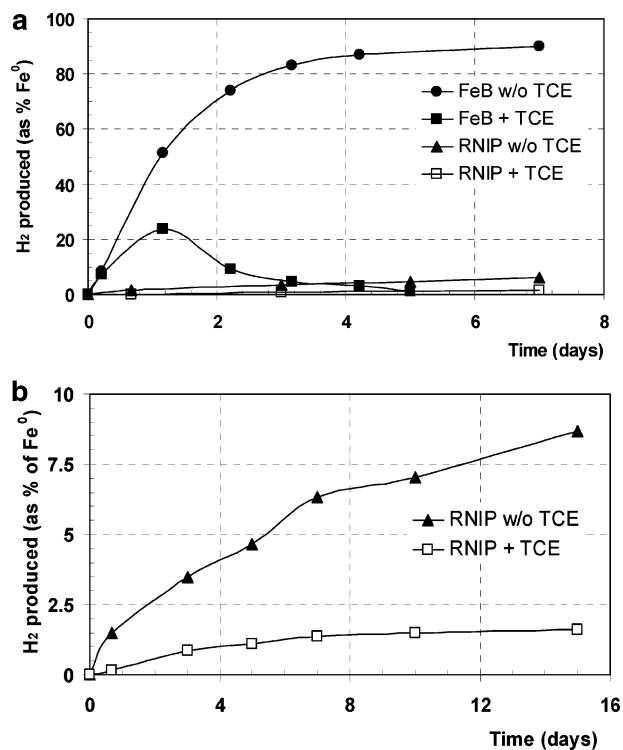 a
H₂ produced (as % Fe⁰)
100
80
60
40
20
0
FeB w/o TCE
FeB + TCE
RNIP w/o TCE
RNIP + TCE
0 2 4 6 8
Time (days)
b
H₂ produced (as % of Fe⁰)
10
7.5
5
2.5
0
RNIP w/o TCE
RNIP + TCE
0 4 8 12 16
Time (days)